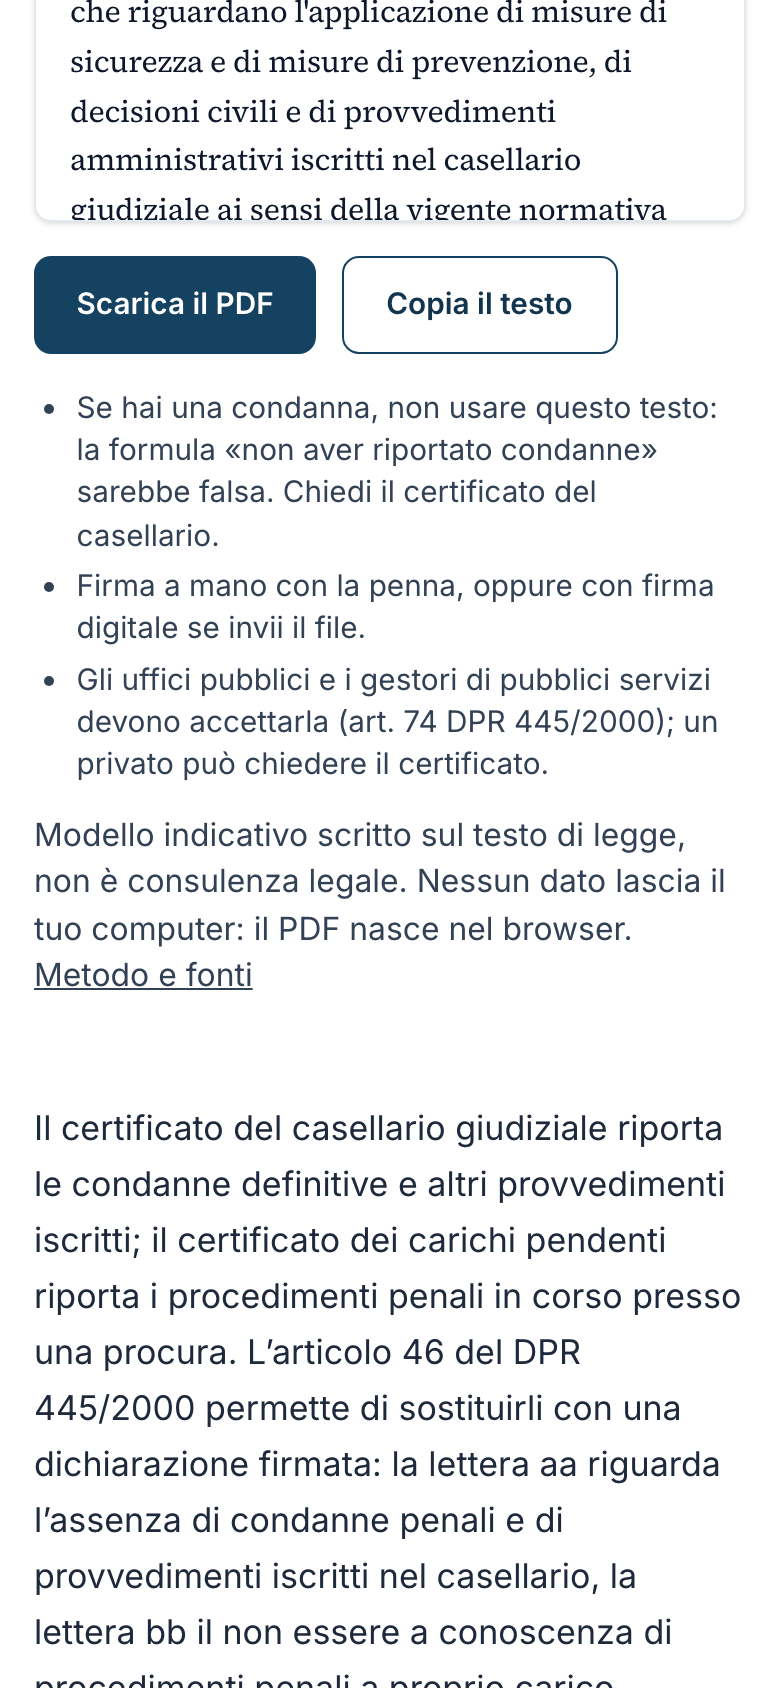 che riguardano l'applicazione di misure di
sicurezza e di misure di prevenzione, di
decisioni civili e di provvedimenti
amministrativi iscritti nel casellario
giudiziale ai sensi della vigente normativa
Scarica il PDF
Copia il testo
• Se hai una condanna, non usare questo testo:
la formula «non aver riportato condanne»
sarebbe falsa. Chiedi il certificato del
casellario.
• Firma a mano con la penna, oppure con firma
digitale se invii il file.
• Gli uffici pubblici e i gestori di pubblici servizi
devono accettarla (art. 74 DPR 445/2000); un
privato può chiedere il certificato.
Modello indicativo scritto sul testo di legge,
non è consulenza legale. Nessun dato lascia il
tuo computer: il PDF nasce nel browser.
Metodo e fonti
Il certificato del casellario giudiziale riporta
le condanne definitive e altri provvedimenti
iscritti; il certificato dei carichi pendenti
riporta i procedimenti penali in corso presso
una procura. L’articolo 46 del DPR
445/2000 permette di sostituirli con una
dichiarazione firmata: la lettera aa riguarda
l’assenza di condanne penali e di
provvedimenti iscritti nel casellario, la
lettera bb il non essere a conoscenza di
procedimenti penali a proprio carico